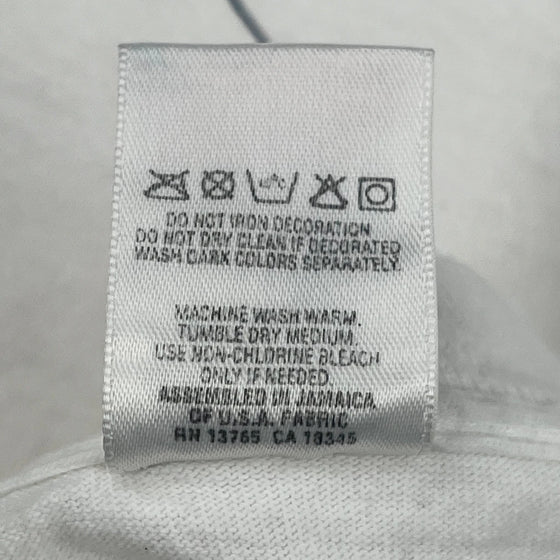 DO NOT IRON DECORATION
DO NOT DRY CLEAN IF DECORATED
WASH DARK COLORS SEPARATELY.
MACHINE WASH WARM.
TUMBLE DRY MEDIUM.
USE NON-CHLORINE BLEACH
ONLY IF NEEDED.
ASSEMBLED IN JAMAICA
OF U.S.A. FABRIC
RN 13765 CA 18345